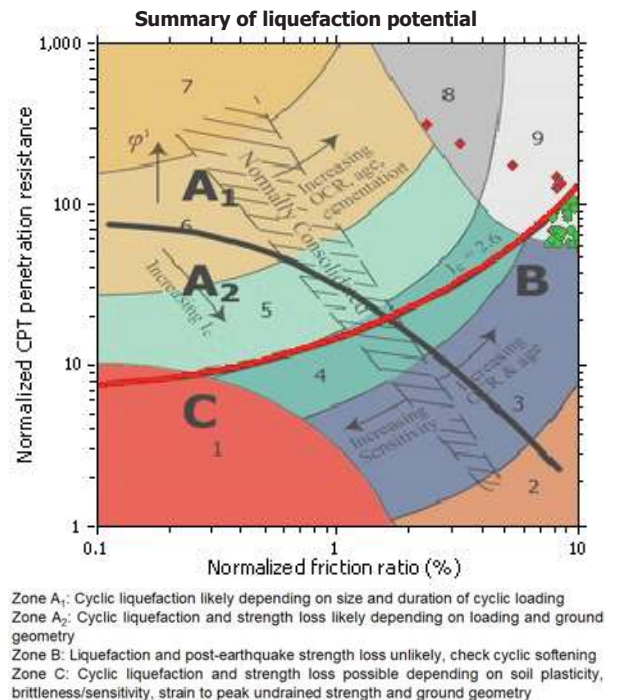 Summary of liquefaction potential
Normalized CPT penetration resistance
1,000
100
10
1
7
8
9
φ'
A1
Normally Consolidated
Increasing
OCR, age,
cementation
6
A2
Increasing Ic
5
Ic = 2.6
B
4
C
1
Increasing
OCR & age
Increasing
Sensitivity
3
2
0.1
1
10
Normalized friction ratio (%)
Zone A1: Cyclic liquefaction likely depending on size and duration of cyclic loading
Zone A2: Cyclic liquefaction and strength loss likely depending on loading and ground
geometry
Zone B: Liquefaction and post-earthquake strength loss unlikely, check cyclic softening
Zone C: Cyclic liquefaction and strength loss possible depending on soil plasticity,
brittleness/sensitivity, strain to peak undrained strength and ground geometry